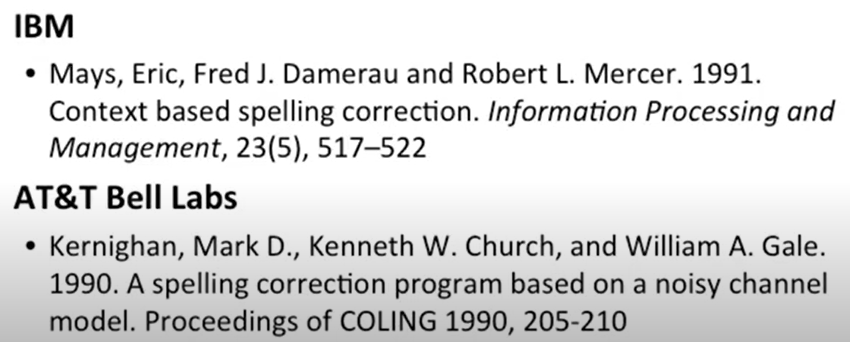 IBM
• Mays, Eric, Fred J. Damerau and Robert L. Mercer. 1991.
Context based spelling correction. Information Processing and
Management, 23(5), 517–522
AT&T Bell Labs
• Kernighan, Mark D., Kenneth W. Church, and William A. Gale.
1990. A spelling correction program based on a noisy channel
model. Proceedings of COLING 1990, 205-210